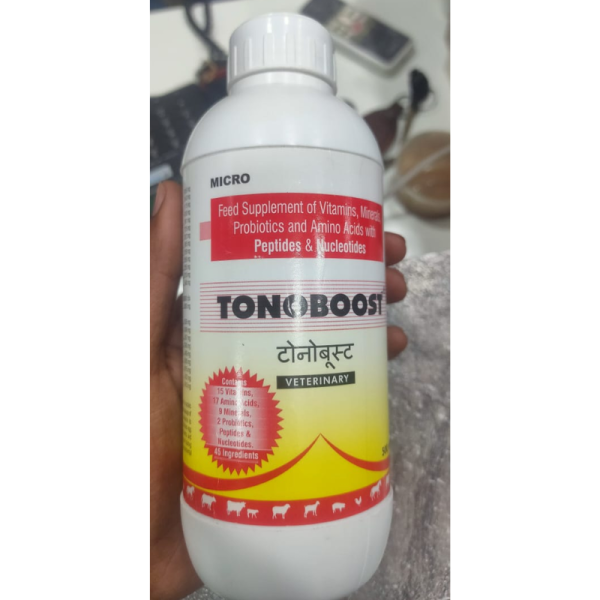 MICRO
Feed Supplement of Vitamins, Minerals,
Probiotics and Amino Acids with
Peptides & Nucleotides
TONOBOOST
टोनोबूस्ट
VETERINARY
Contains
15 Vitamins,
17 Amino Acids,
9 Minerals,
2 Probiotics,
Peptides &
Nucleotides.
45 Ingredients